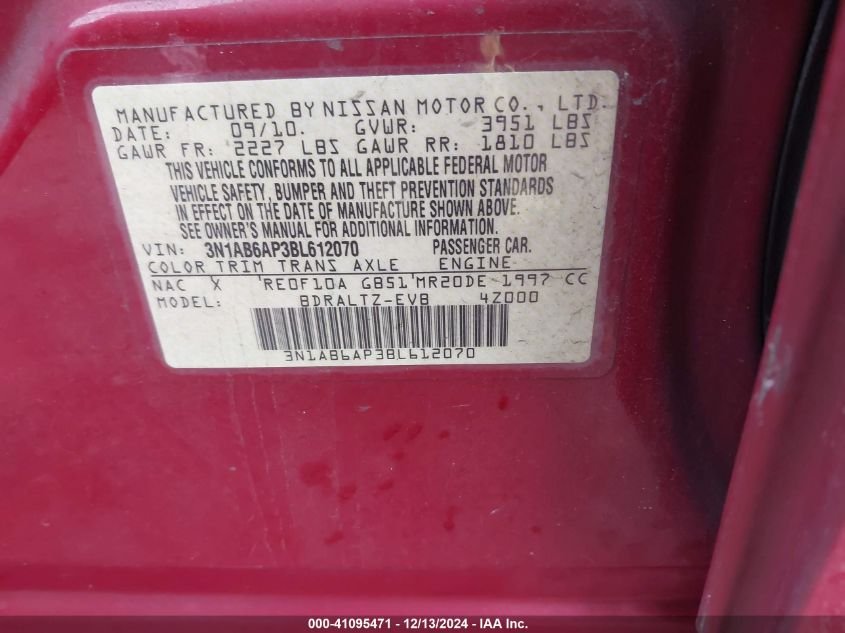 MANUFACTURED BY NISSAN MOTOR CO., LTD.
DATE: 09/10. GVWR: 3951 LBS
GAWR FR: 2227 LBS GAWR RR: 1810 LBS
THIS VEHICLE CONFORMS TO ALL APPLICABLE FEDERAL MOTOR
VEHICLE SAFETY, BUMPER AND THEFT PREVENTION STANDARDS
IN EFFECT ON THE DATE OF MANUFACTURE SHOWN ABOVE.
SEE OWNER'S MANUAL FOR ADDITIONAL INFORMATION.
VIN: 3N1AB6AP3BL612070 PASSENGER CAR.
COLOR TRIM TRANS AXLE ENGINE
NAC X 'RE0F10A GB51'MR20DE 1997 CC
MODEL: BDRALTZ-EVB 4Z000
3N1AB6AP3BL612070
000-41095471 - 12/13/2024 - IAA Inc.